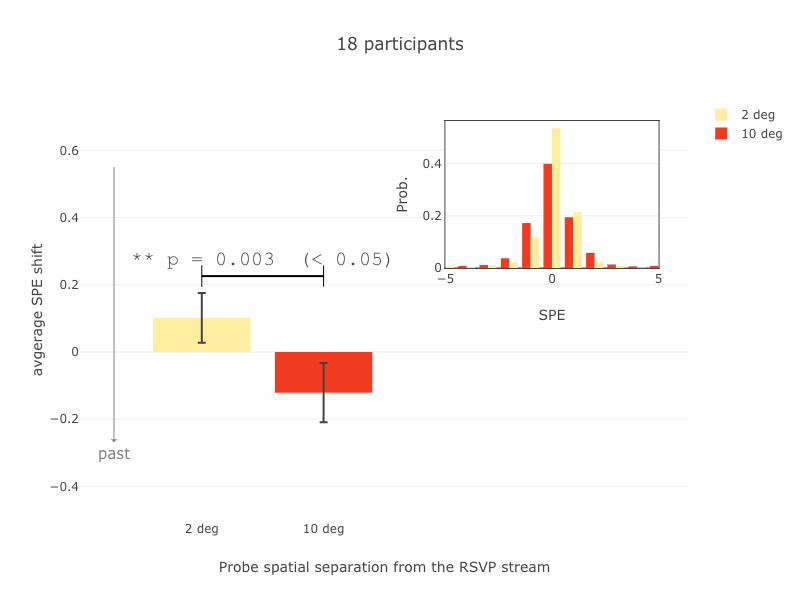 18 participants
2 deg
10 deg
0.6
0.4
0.2
0
−0.2
−0.4
avgerage SPE shift
** p = 0.003  (< 0.05)
past
2 deg
10 deg
Probe spatial separation from the RSVP stream
Prob.
0.4
0.2
0
−5
0
5
SPE